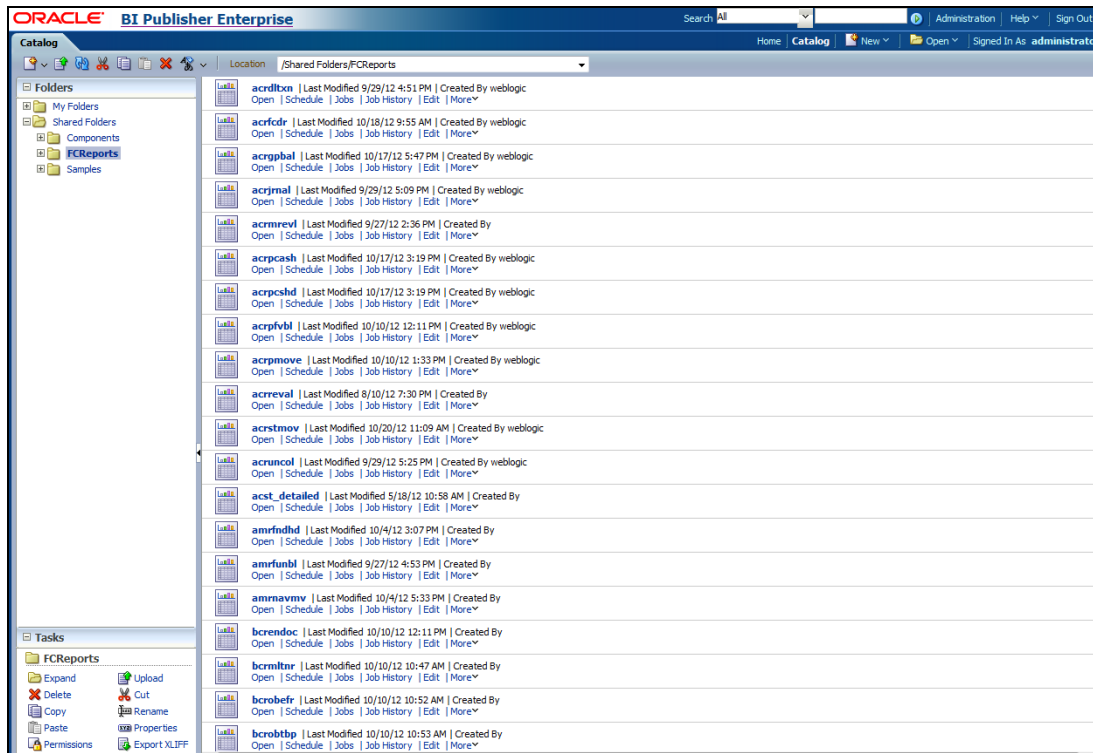 ORACLE BI Publisher Enterprise Search All Administration Help Sign Out
Catalog Home Catalog New Open Signed In As administrato
Location /Shared Folders/FCReports
Folders
My Folders
Shared Folders
Components
FCReports
Samples
acrdltxn | Last Modified 9/29/12 4:51 PM | Created By weblogic
Open | Schedule | Jobs | Job History | Edit | More
acrfcdr | Last Modified 10/18/12 9:55 AM | Created By weblogic
Open | Schedule | Jobs | Job History | Edit | More
acrgpbal | Last Modified 10/17/12 5:47 PM | Created By weblogic
Open | Schedule | Jobs | Job History | Edit | More
acrjrnal | Last Modified 9/29/12 5:09 PM | Created By weblogic
Open | Schedule | Jobs | Job History | Edit | More
acrmrevl | Last Modified 9/27/12 2:36 PM | Created By
Open | Schedule | Jobs | Job History | Edit | More
acrpcash | Last Modified 10/17/12 3:19 PM | Created By weblogic
Open | Schedule | Jobs | Job History | Edit | More
acrpcshd | Last Modified 10/17/12 3:19 PM | Created By weblogic
Open | Schedule | Jobs | Job History | Edit | More
acrpfvbl | Last Modified 10/10/12 12:11 PM | Created By weblogic
Open | Schedule | Jobs | Job History | Edit | More
acrpmove | Last Modified 10/10/12 1:33 PM | Created By weblogic
Open | Schedule | Jobs | Job History | Edit | More
acrreval | Last Modified 8/10/12 7:30 PM | Created By
Open | Schedule | Jobs | Job History | Edit | More
acrstmov | Last Modified 10/20/12 11:09 AM | Created By weblogic
Open | Schedule | Jobs | Job History | Edit | More
acruncol | Last Modified 9/29/12 5:25 PM | Created By weblogic
Open | Schedule | Jobs | Job History | Edit | More
acst_detailed | Last Modified 5/18/12 10:58 AM | Created By
Open | Schedule | Jobs | Job History | Edit | More
amrfndhd | Last Modified 10/4/12 3:07 PM | Created By
Open | Schedule | Jobs | Job History | Edit | More
amrfunbl | Last Modified 9/27/12 4:53 PM | Created By
Open | Schedule | Jobs | Job History | Edit | More
amrnavmv | Last Modified 10/4/12 5:33 PM | Created By
Open | Schedule | Jobs | Job History | Edit | More
bcrendoc | Last Modified 10/10/12 12:11 PM | Created By
Open | Schedule | Jobs | Job History | Edit | More
bcrmltnr | Last Modified 10/10/12 10:47 AM | Created By
Open | Schedule | Jobs | Job History | Edit | More
bcrobefr | Last Modified 10/10/12 10:52 AM | Created By
Open | Schedule | Jobs | Job History | Edit | More
bcrobtbp | Last Modified 10/10/12 10:53 AM | Created By
Open | Schedule | Jobs | Job History | Edit | More
Tasks
FCReports
Expand Upload
Delete Cut
Copy Rename
Paste Properties
Permissions Export XLIFF